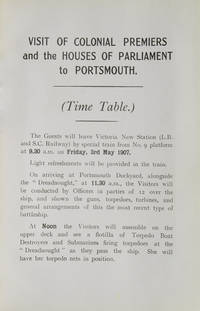 VISIT OF COLONIAL PREMIERS
and the HOUSES OF PARLIAMENT
to PORTSMOUTH.
(Time Table.)
The Guests will leave Victoria New Station (L.B.
and S.C. Railway) by special train from No. 9 platform
at 9.30 a.m. on Friday, 3rd May 1907.
Light refreshments will be provided in the train.
On arriving at Portsmouth Dockyard, alongside
the "Dreadnought," at 11.30 a.m., the Visitors will
be conducted by Officers in parties of 12 over the
ship, and shown the guns, torpedoes, turbines, and
general arrangements of this the most recent type of
battleship.
At Noon the Visitors will assemble on the
upper deck and see a flotilla of Torpedo Boat
Destroyers and Submarines firing torpedoes at the
"Dreadnought" as they pass the ship. She will
have her torpedo nets in position.